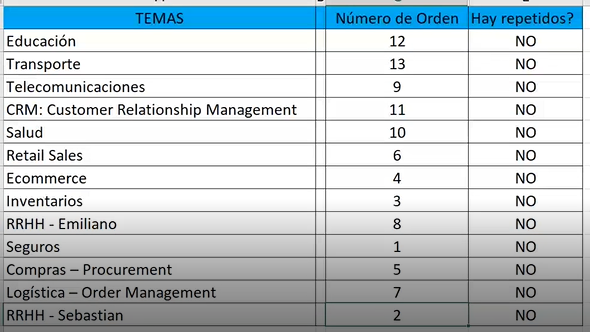 TEMAS Número de Orden Hay repetidos?
Educación 12 NO
Transporte 13 NO
Telecomunicaciones 9 NO
CRM: Customer Relationship Management 11 NO
Salud 10 NO
Retail Sales 6 NO
Ecommerce 4 NO
Inventarios 3 NO
RRHH - Emiliano 8 NO
Seguros 1 NO
Compras – Procurement 5 NO
Logística – Order Management 7 NO
RRHH - Sebastian 2 NO